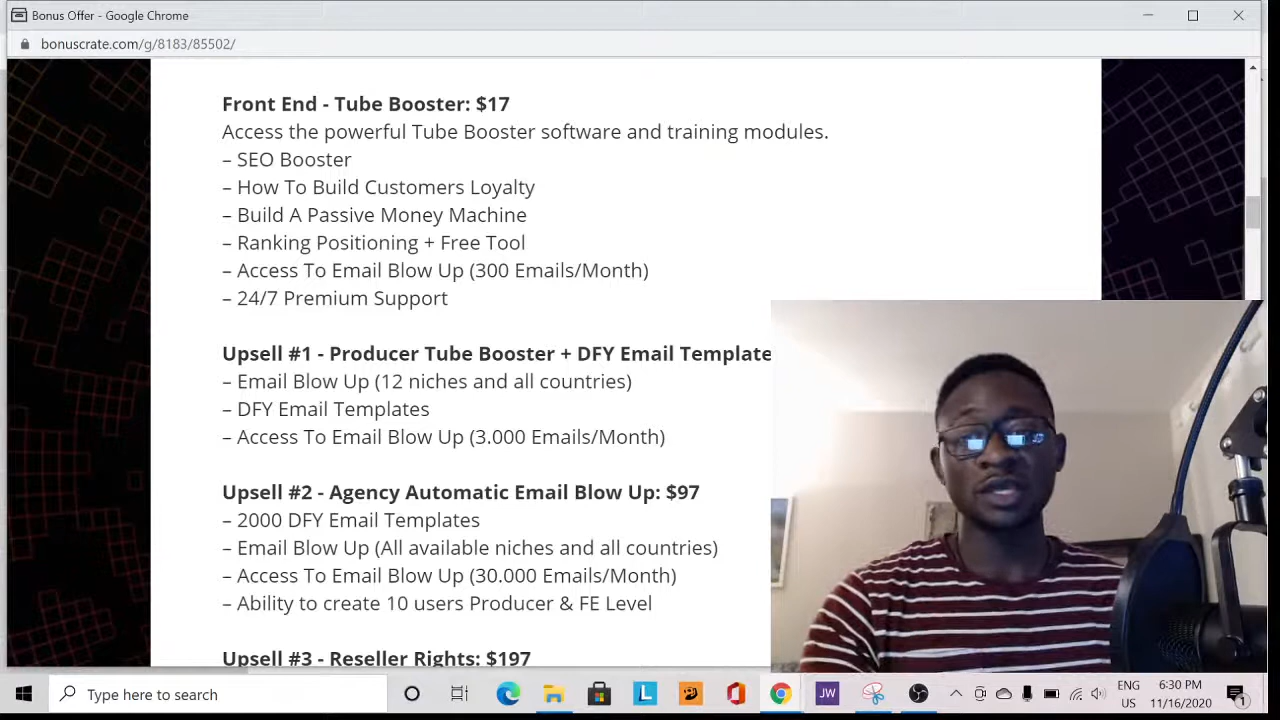 Bonus Offer - Google Chrome
bonuscrate.com/g/8183/85502/
Front End - Tube Booster: $17
Access the powerful Tube Booster software and training modules.
– SEO Booster
– How To Build Customers Loyalty
– Build A Passive Money Machine
– Ranking Positioning + Free Tool
– Access To Email Blow Up (300 Emails/Month)
– 24/7 Premium Support
Upsell #1 - Producer Tube Booster + DFY Email Template
– Email Blow Up (12 niches and all countries)
– DFY Email Templates
– Access To Email Blow Up (3.000 Emails/Month)
Upsell #2 - Agency Automatic Email Blow Up: $97
– 2000 DFY Email Templates
– Email Blow Up (All available niches and all countries)
– Access To Email Blow Up (30.000 Emails/Month)
– Ability to create 10 users Producer & FE Level
Upsell #3 - Reseller Rights: $197
Type here to search
L
JW
ENG
US
6:30 PM
11/16/2020
1